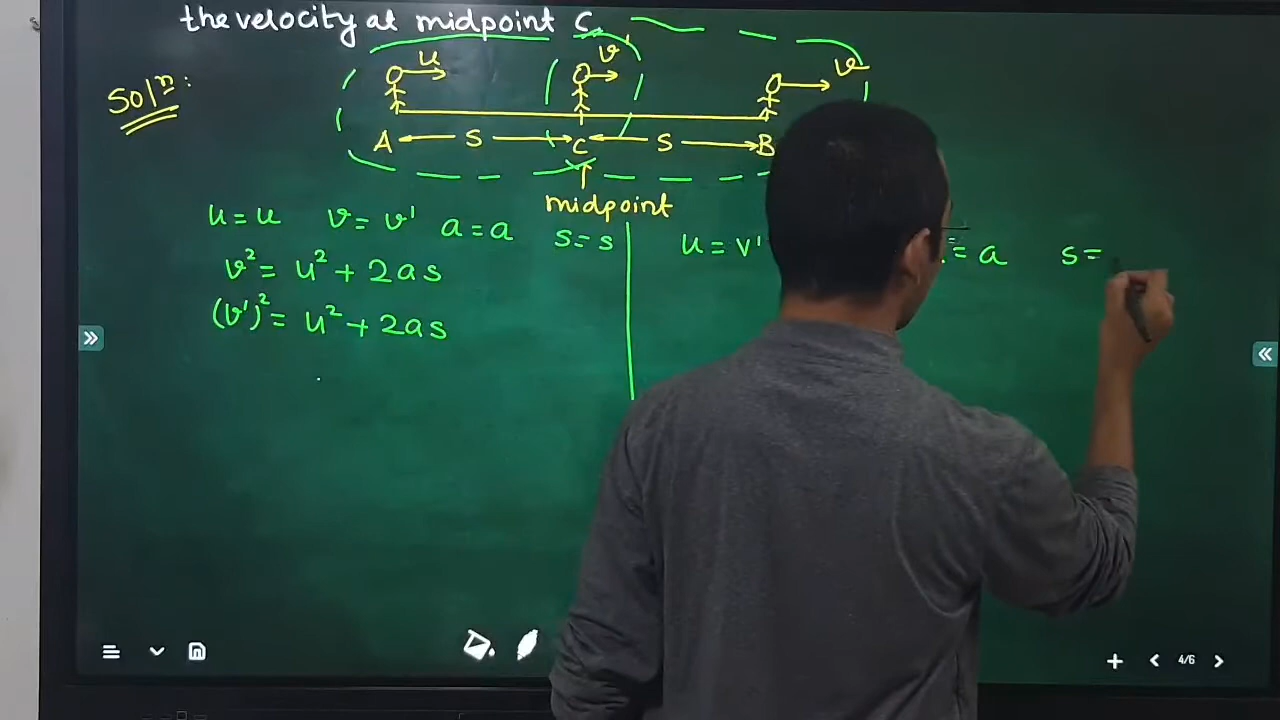 the velocity at midpoint C.
Solⁿ:
u v' v
A S C S B
midpoint
u = u v = v' a = a s = s
v² = u² + 2as
(v')² = u² + 2as
u = v' = a s =
4/6